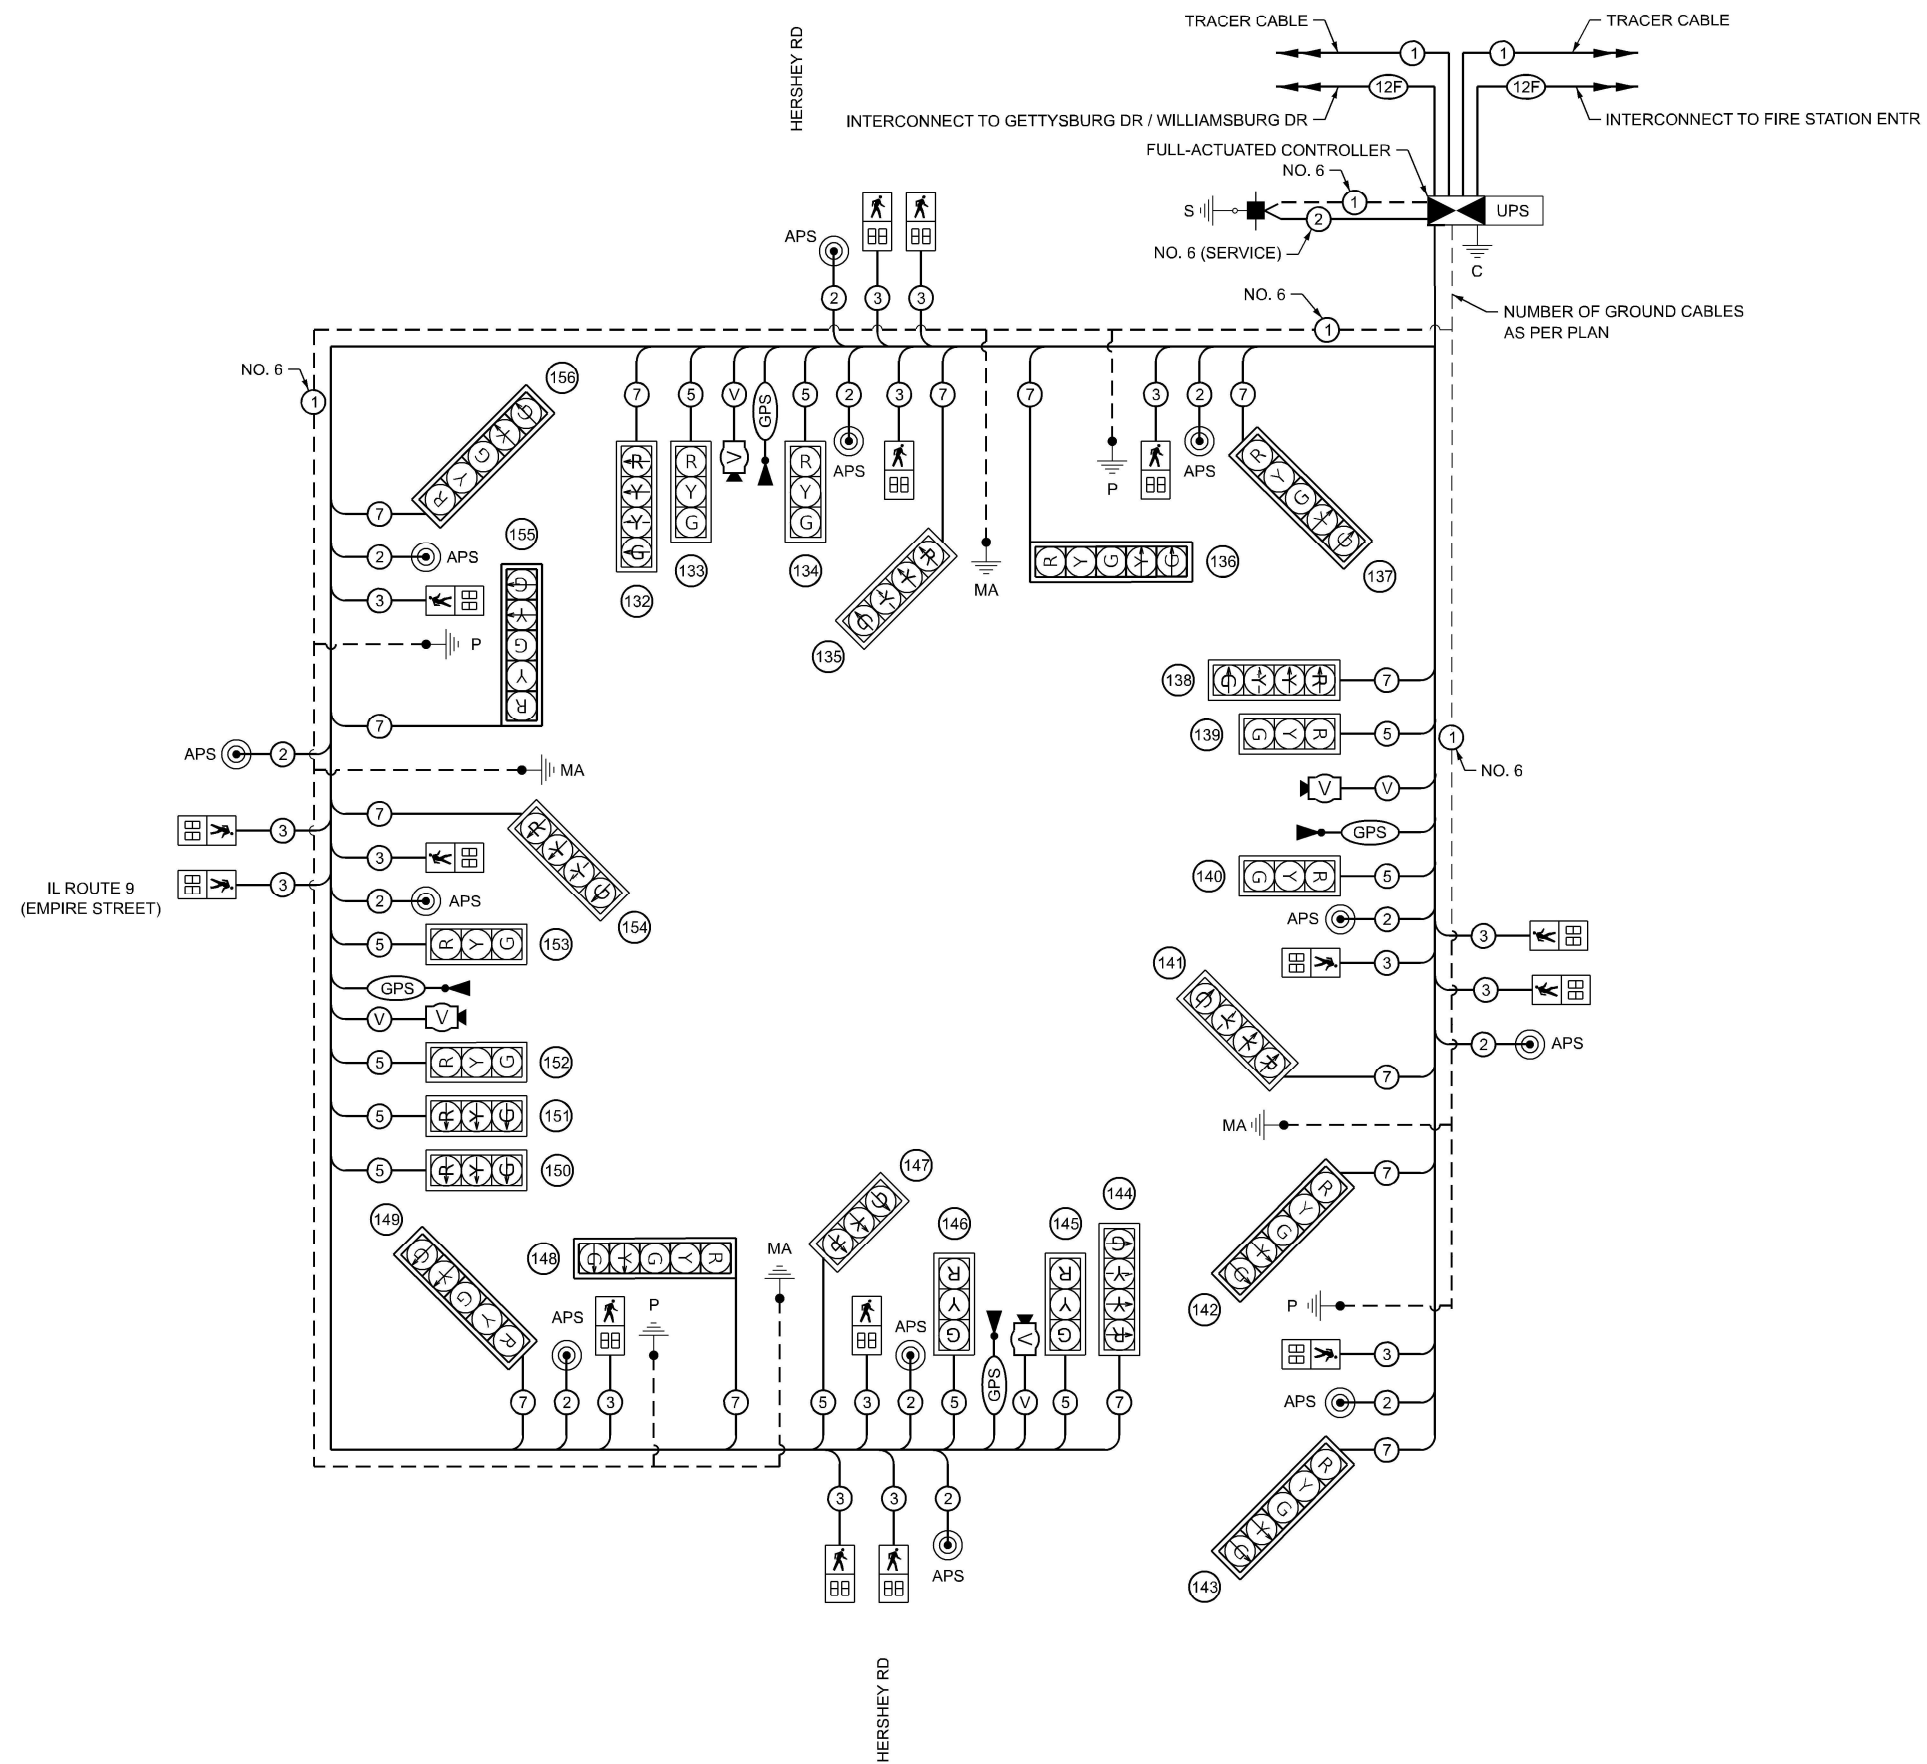 TRACER CABLE
TRACER CABLE
1
1
12F
12F
INTERCONNECT TO GETTYSBURG DR / WILLIAMSBURG DR
INTERCONNECT TO FIRE STATION ENTR
HERSHEY RD
FULL-ACTUATED CONTROLLER
NO. 6
1
S
2
UPS
NO. 6 (SERVICE)
C
APS
2
3
3
NO. 6
1
NUMBER OF GROUND CABLES
AS PER PLAN
NO. 6
1
156
7
5
V
GPS
5
2
3
7
7
3
2
7
R Y G Y G
R Y Y G
R Y G
V
R Y G
APS
P
APS
R Y G Y G
7
132
133
134
R Y Y G
135
MA
R Y G Y G
136
137
155
2
APS
3
P
G Y G Y R
7
138
G Y Y R
7
139
G Y R
5
1
NO. 6
APS
2
MA
V
V
7
R Y Y G
154
3
3
GPS
3
2
APS
140
G Y R
5
IL ROUTE 9
(EMPIRE STREET)
APS
2
3
5
R Y G
153
141
G Y Y R
3
3
GPS
V
V
7
2
APS
5
R Y G
152
5
R Y G
151
MA
5
R Y G
150
7
149
G Y G Y R
148
G Y G Y R
147
R Y G
146
R Y G
145
R Y G
144
G Y Y R
142
R Y G Y G
MA
P
APS
APS
V
P
3
7
2
3
7
5
3
2
5
GPS
V
5
7
APS
2
7
3
3
2
R Y G Y G
143
APS
HERSHEY RD